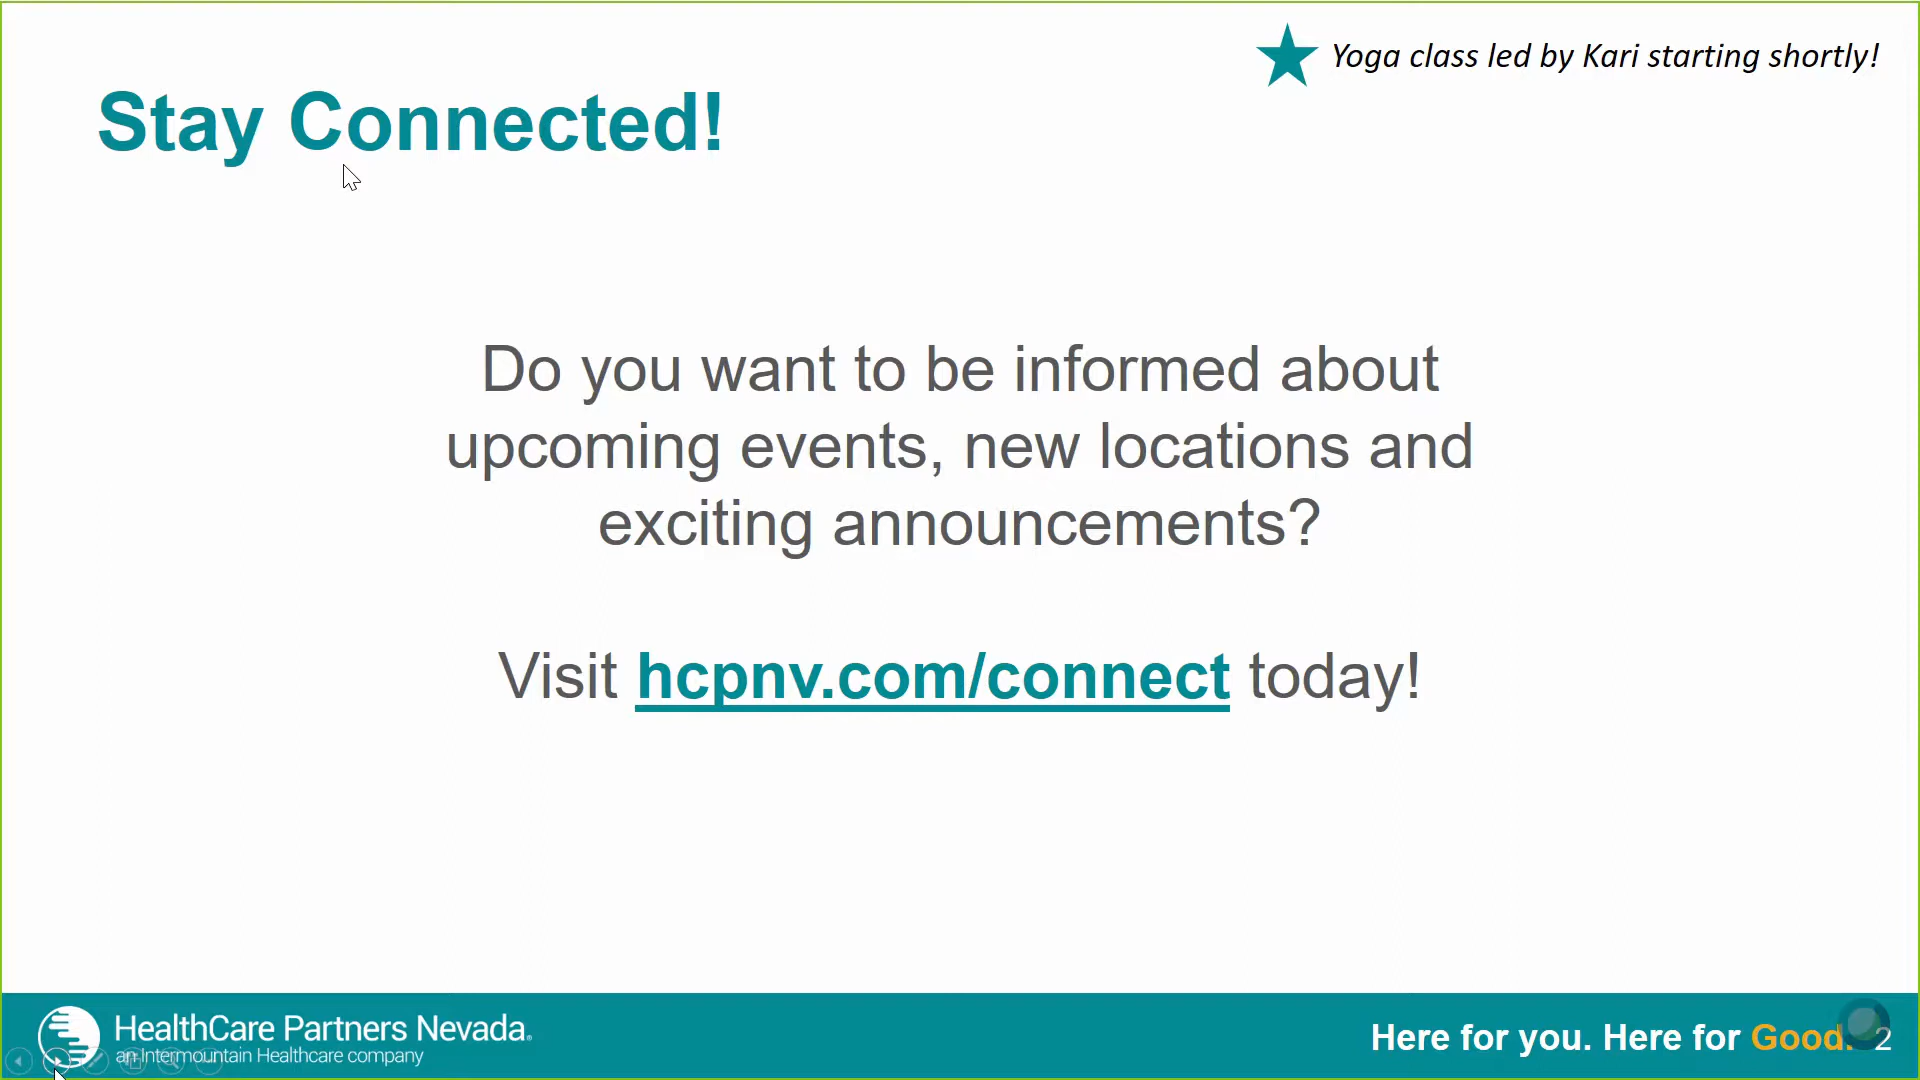 Yoga class led by Kari starting shortly!
Stay Connected!
Do you want to be informed about
upcoming events, new locations and
exciting announcements?
Visit hcpnv.com/connect today!
HealthCare Partners Nevada.
an Intermountain Healthcare company
Here for you. Here for Good.
2